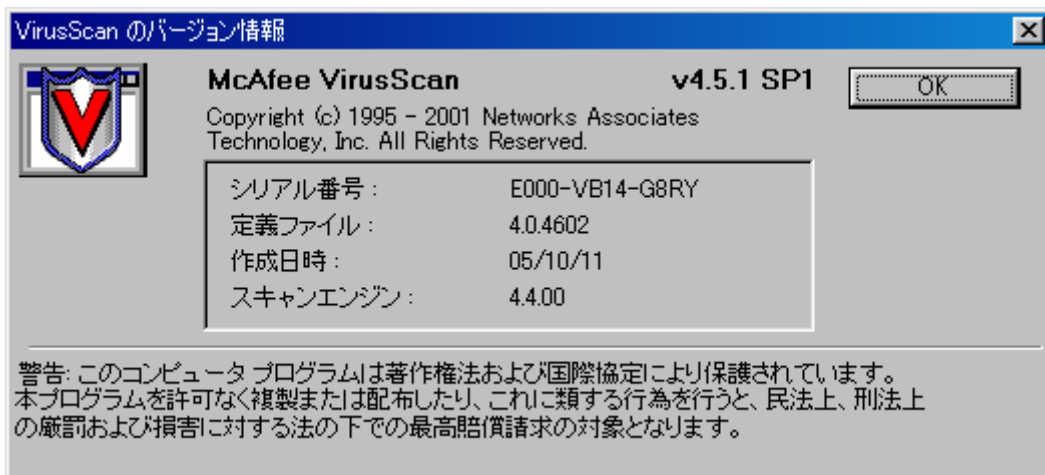 VirusScan のバージョン情報
McAfee VirusScan v4.5.1 SP1
OK
Copyright (c) 1995 - 2001 Networks Associates
Technology, Inc. All Rights Reserved.
シリアル番号 : E000-VB14-G8RY
定義ファイル : 4.0.4602
作成日時 : 05/10/11
スキャンエンジン : 4.4.00
警告: このコンピュータ プログラムは著作権法および国際協定により保護されています。
本プログラムを許可なく複製または配布したり、これに類する行為を行うと、民法上、刑法上
の厳罰および損害に対する法の下での最高賠償請求の対象となります。